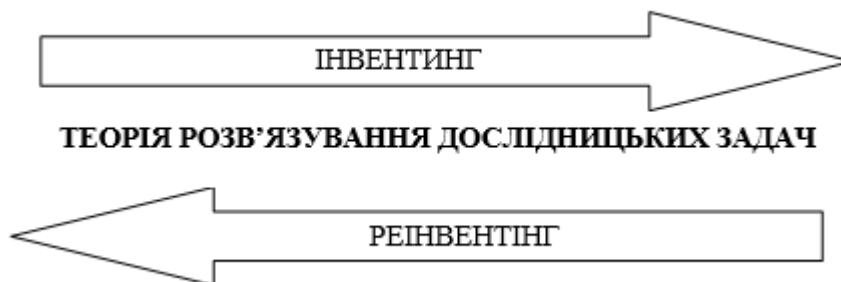 ІНВЕНТИНГ
ТЕОРІЯ РОЗВ’ЯЗУВАННЯ ДОСЛІДНИЦЬКИХ ЗАДАЧ
РЕІНВЕНТІНГ